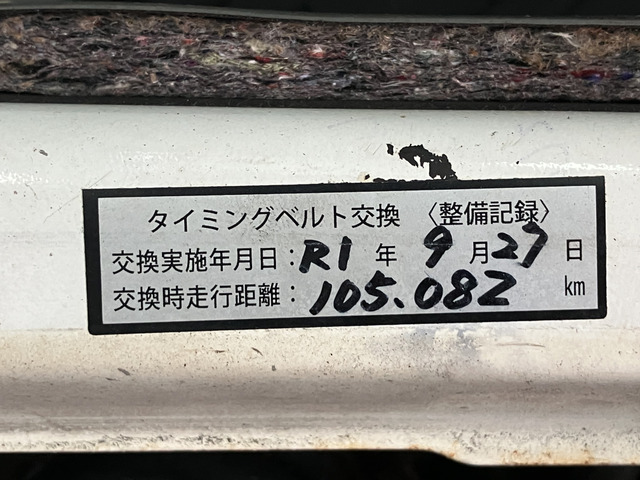 タイミングベルト交換 〈整備記録〉
交換実施年月日：R1 年 9 月 27 日
交換時走行距離：105.082 km